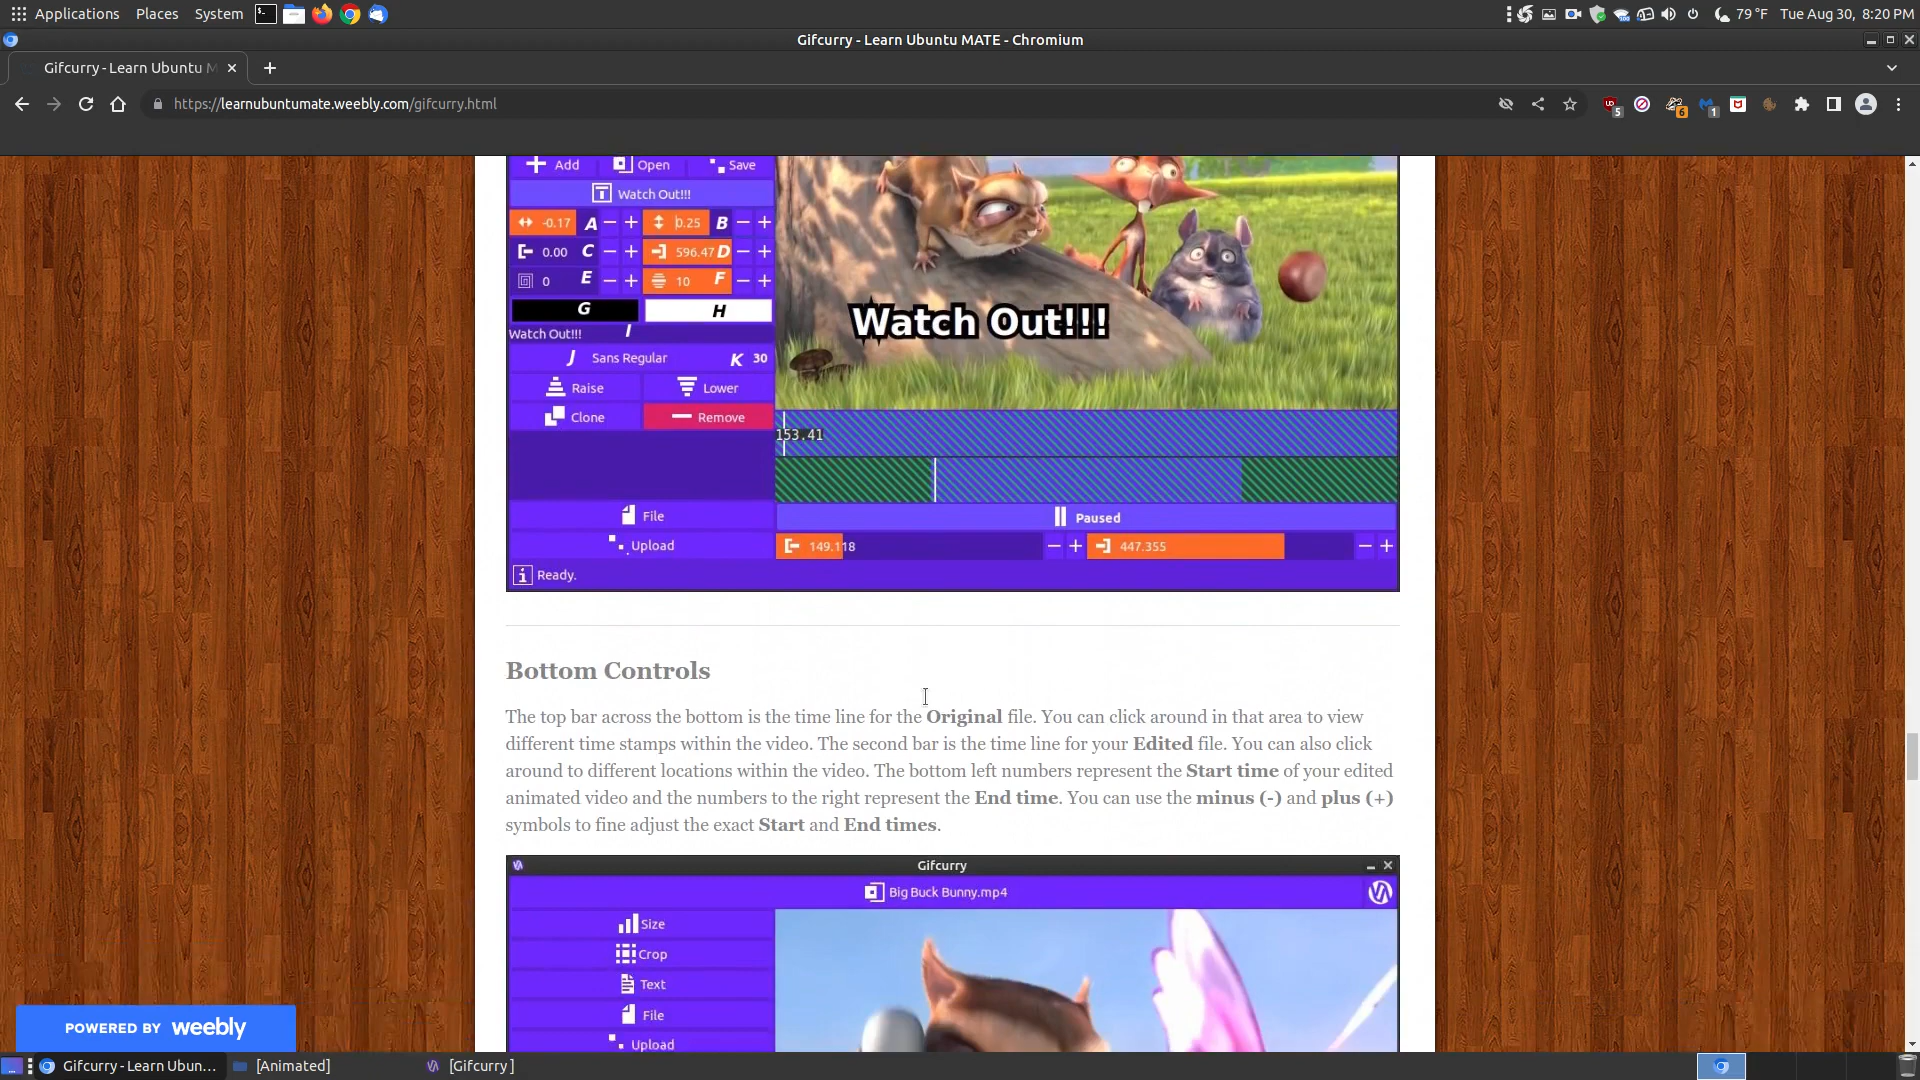 Applications Places System 79 °F Tue Aug 30, 8:20 PM
Gifcurry - Learn Ubuntu MATE - Chromium
Gifcurry - Learn Ubuntu M
https://learnubuntumate.weebly.com/gifcurry.html
5 6 1
Add Open Save
Watch Out!!!
-0.17 A 0.25 B
0.00 C 596.47 D
0 E 10 F
G H
Watch Out!!! I
J Sans Regular K 30
Raise Lower
Clone Remove
Watch Out!!!
153.41
File Paused
Upload 149.118 447.355
Ready.
Bottom Controls
The top bar across the bottom is the time line for the Original file. You can click around in that area to view
different time stamps within the video. The second bar is the time line for your Edited file. You can also click
around to different locations within the video. The bottom left numbers represent the Start time of your edited
animated video and the numbers to the right represent the End time. You can use the minus (-) and plus (+)
symbols to fine adjust the exact Start and End times.
Gifcurry
Big Buck Bunny.mp4
Size
Crop
Text
File
Upload
POWERED BY weebly
Gifcurry - Learn Ubun... [Animated] [Gifcurry ]